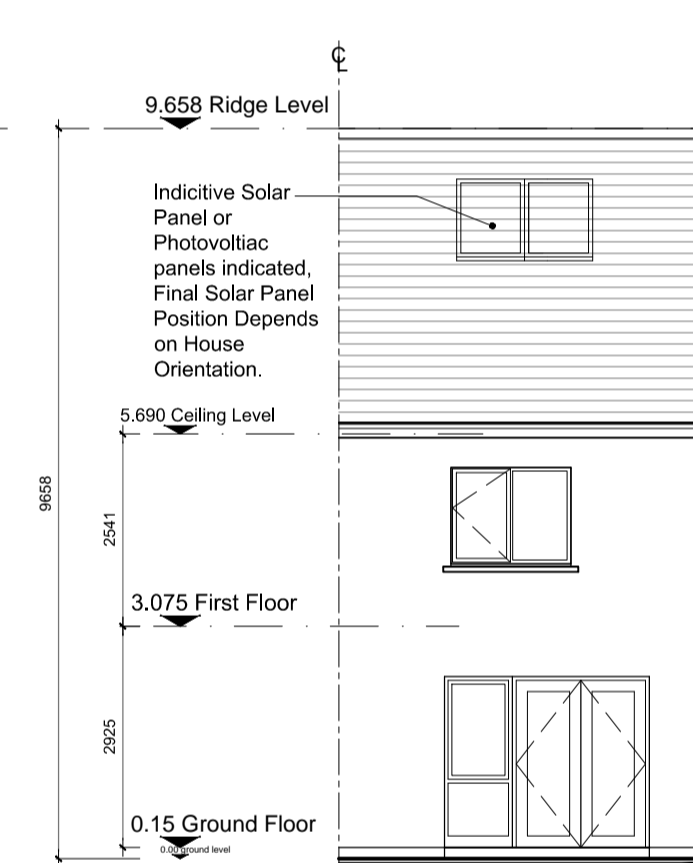 ℄
9.658 Ridge Level
Indicitive Solar
Panel or
Photovoltiac
panels indicated,
Final Solar Panel
Position Depends
on House
Orientation.
5.690 Ceiling Level
9658
2541
3.075 First Floor
2925
0.15 Ground Floor
0.00 ground level